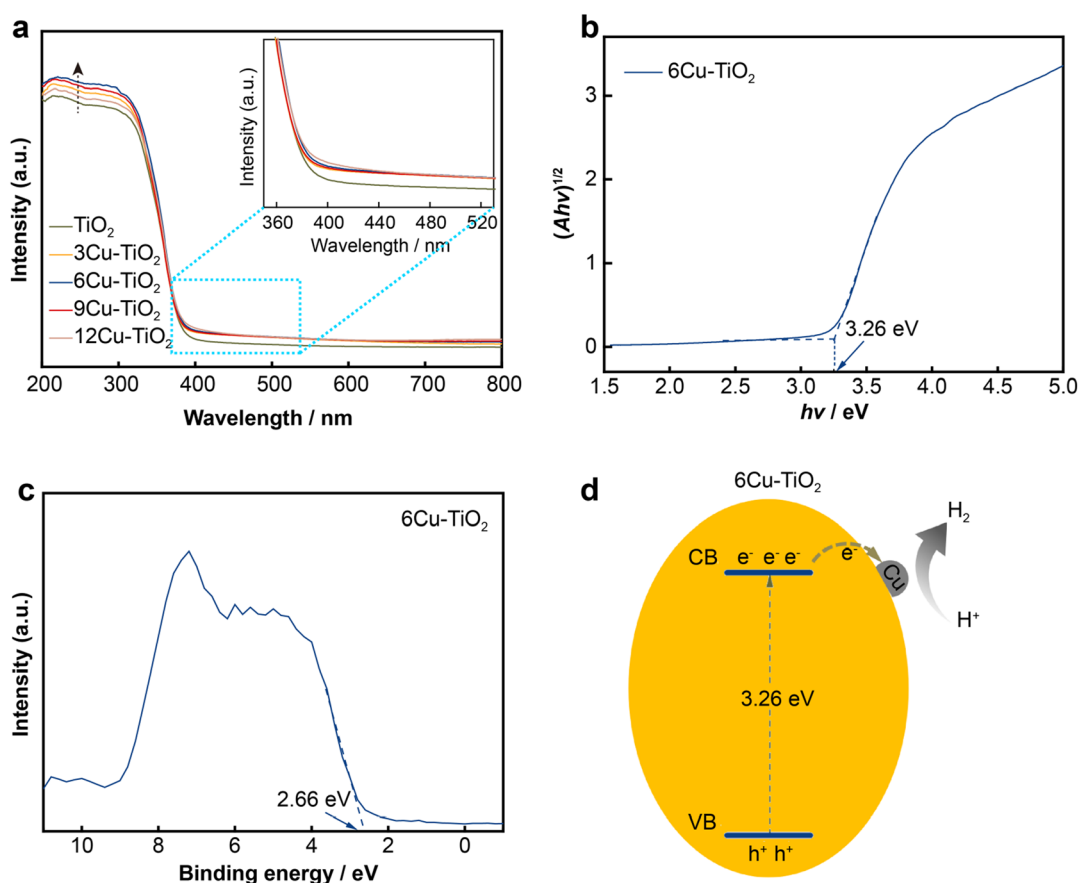 a
Intensity (a.u.)
TiO₂
3Cu-TiO₂
6Cu-TiO₂
9Cu-TiO₂
12Cu-TiO₂
200 300 400 500 600 700 800
Wavelength / nm
Intensity (a.u.)
360 400 440 480 520
Wavelength / nm
b
6Cu-TiO₂
(Ahv)¹ᐟ²
3
2
1
0
3.26 eV
1.5 2.0 2.5 3.0 3.5 4.0 4.5 5.0
hv / eV
c
6Cu-TiO₂
Intensity (a.u.)
2.66 eV
10 8 6 4 2 0
Binding energy / eV
d
6Cu-TiO₂
CB e⁻ e⁻ e⁻
e⁻
Cu
H₂
H⁺
3.26 eV
VB
h⁺ h⁺